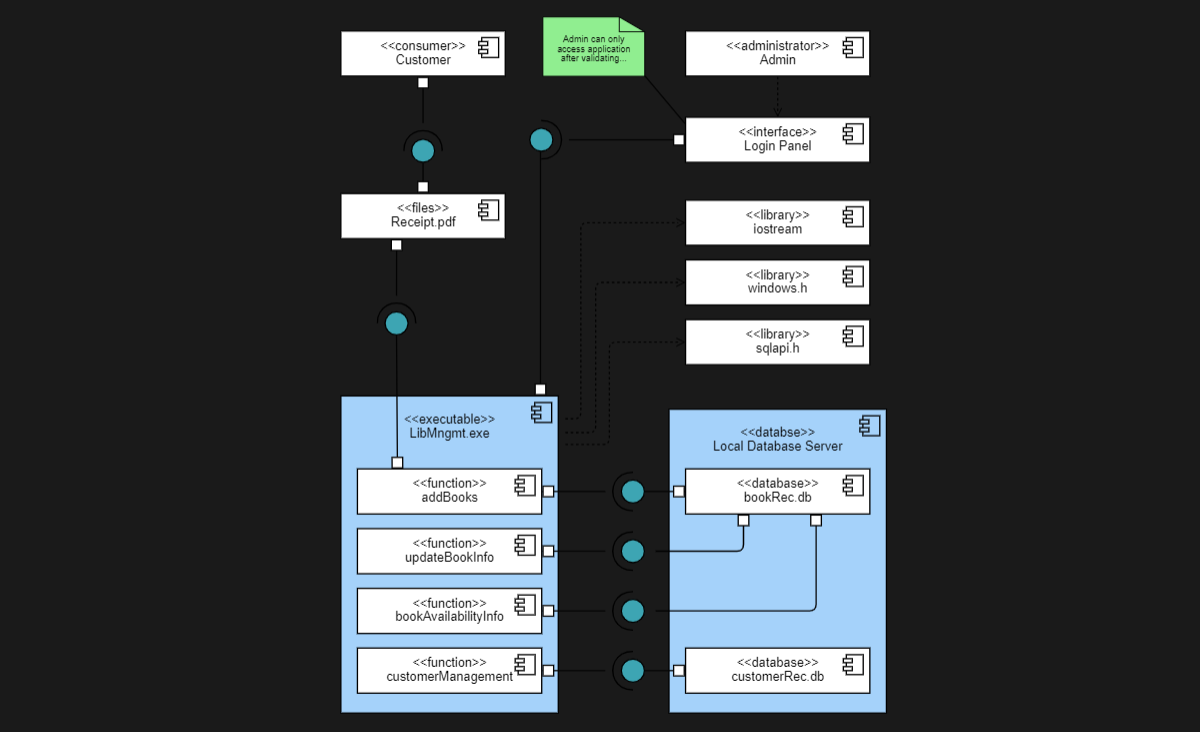 <<consumer>>
Customer
Admin can only
access application
after validating...
<<administrator>>
Admin
<<interface>>
Login Panel
<<files>>
Receipt.pdf
<<library>>
iostream
<<library>>
windows.h
<<library>>
sqlapi.h
<<executable>>
LibMngmt.exe
<<function>>
addBooks
<<function>>
updateBookInfo
<<function>>
bookAvailabilityInfo
<<function>>
customerManagement
<<databse>>
Local Database Server
<<database>>
bookRec.db
<<database>>
customerRec.db